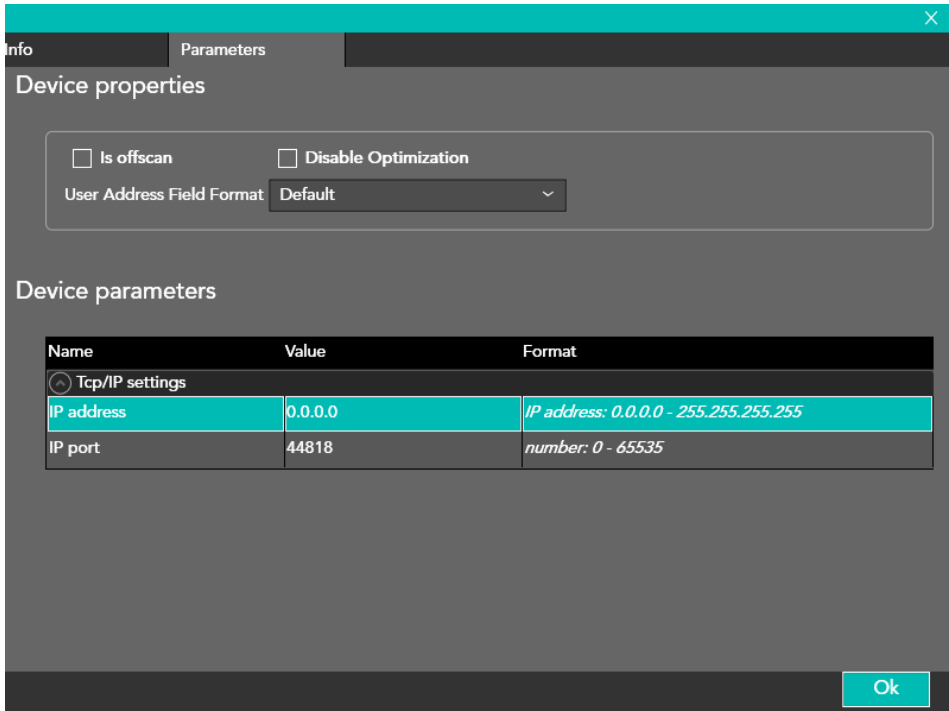 Info Parameters
Device properties
Is offscan Disable Optimization
User Address Field Format Default
Device parameters
Name Value Format
Tcp/IP settings
IP address 0.0.0.0 IP address: 0.0.0.0 - 255.255.255.255
IP port 44818 number: 0 - 65535
Ok